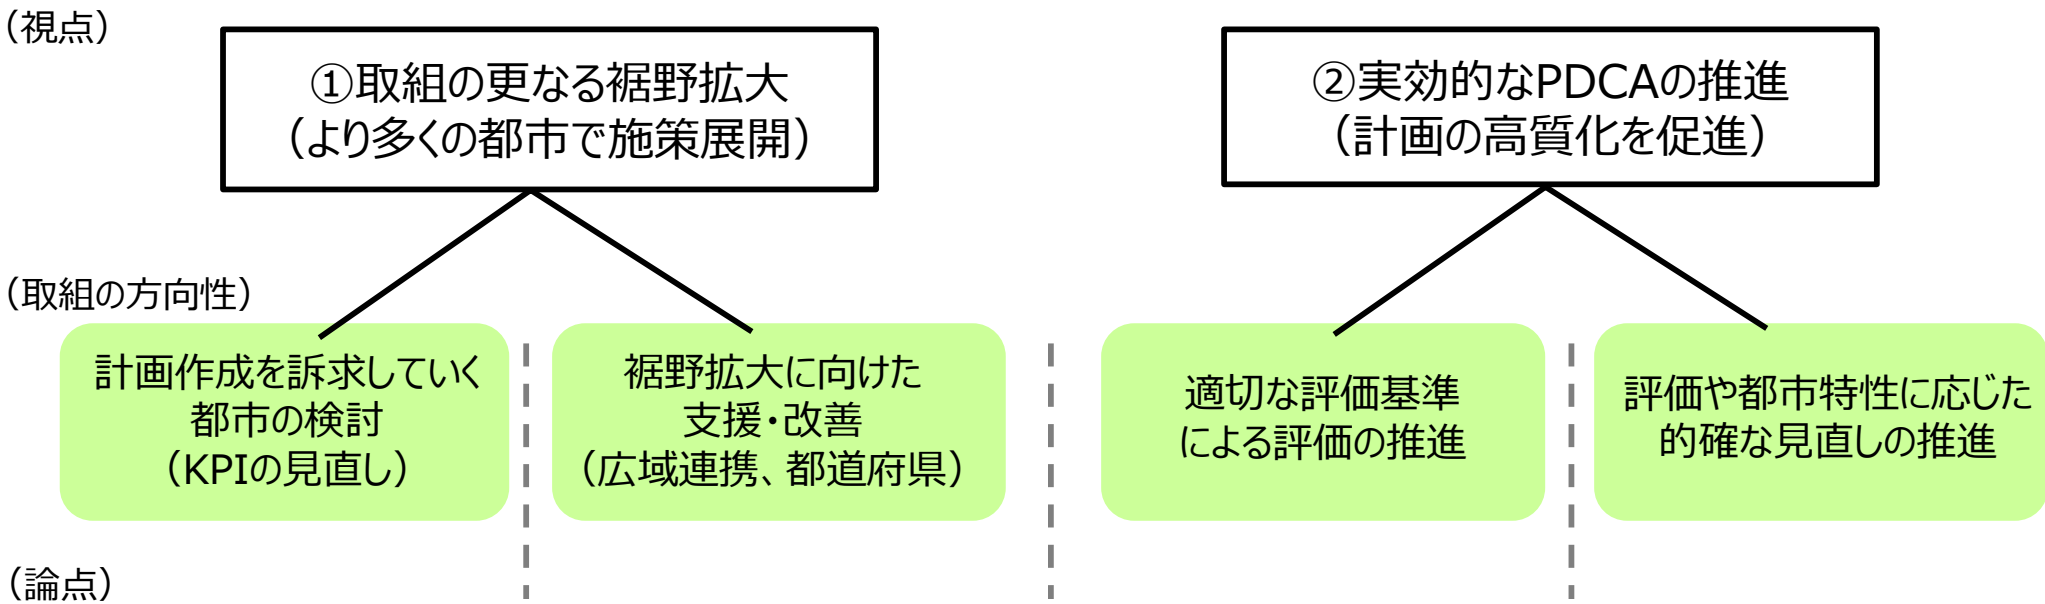 （視点）
①取組の更なる裾野拡大
（より多くの都市で施策展開）
②実効的なPDCAの推進
（計画の高質化を促進）
（取組の方向性）
計画作成を訴求していく
都市の検討
（KPIの見直し）
裾野拡大に向けた
支援・改善
（広域連携、都道府県）
適切な評価基準
による評価の推進
評価や都市特性に応じた
的確な見直しの推進
（論点）